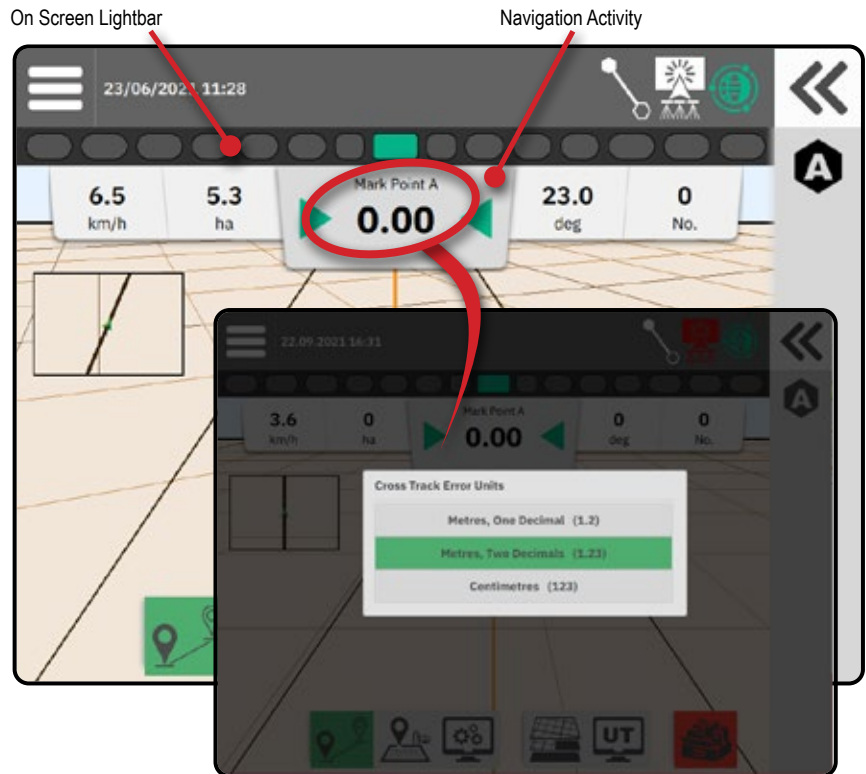 On Screen Lightbar
Navigation Activity
23/06/2021 11:28
A
Mark Point A
6.5
km/h
5.3
ha
0.00
23.0
deg
0
No.
22.09.2021 16:31
A
Mark Point A
3.6
km/h
0
ha
0.00
0
deg
0
No.
Cross Track Error Units
Metres, One Decimal (1.2)
Metres, Two Decimals (1.23)
Centimetres (123)
UT